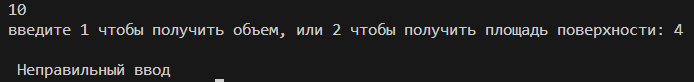 10
введите 1 чтобы получить объем, или 2 чтобы получить площадь поверхности: 4
Неправильный ввод